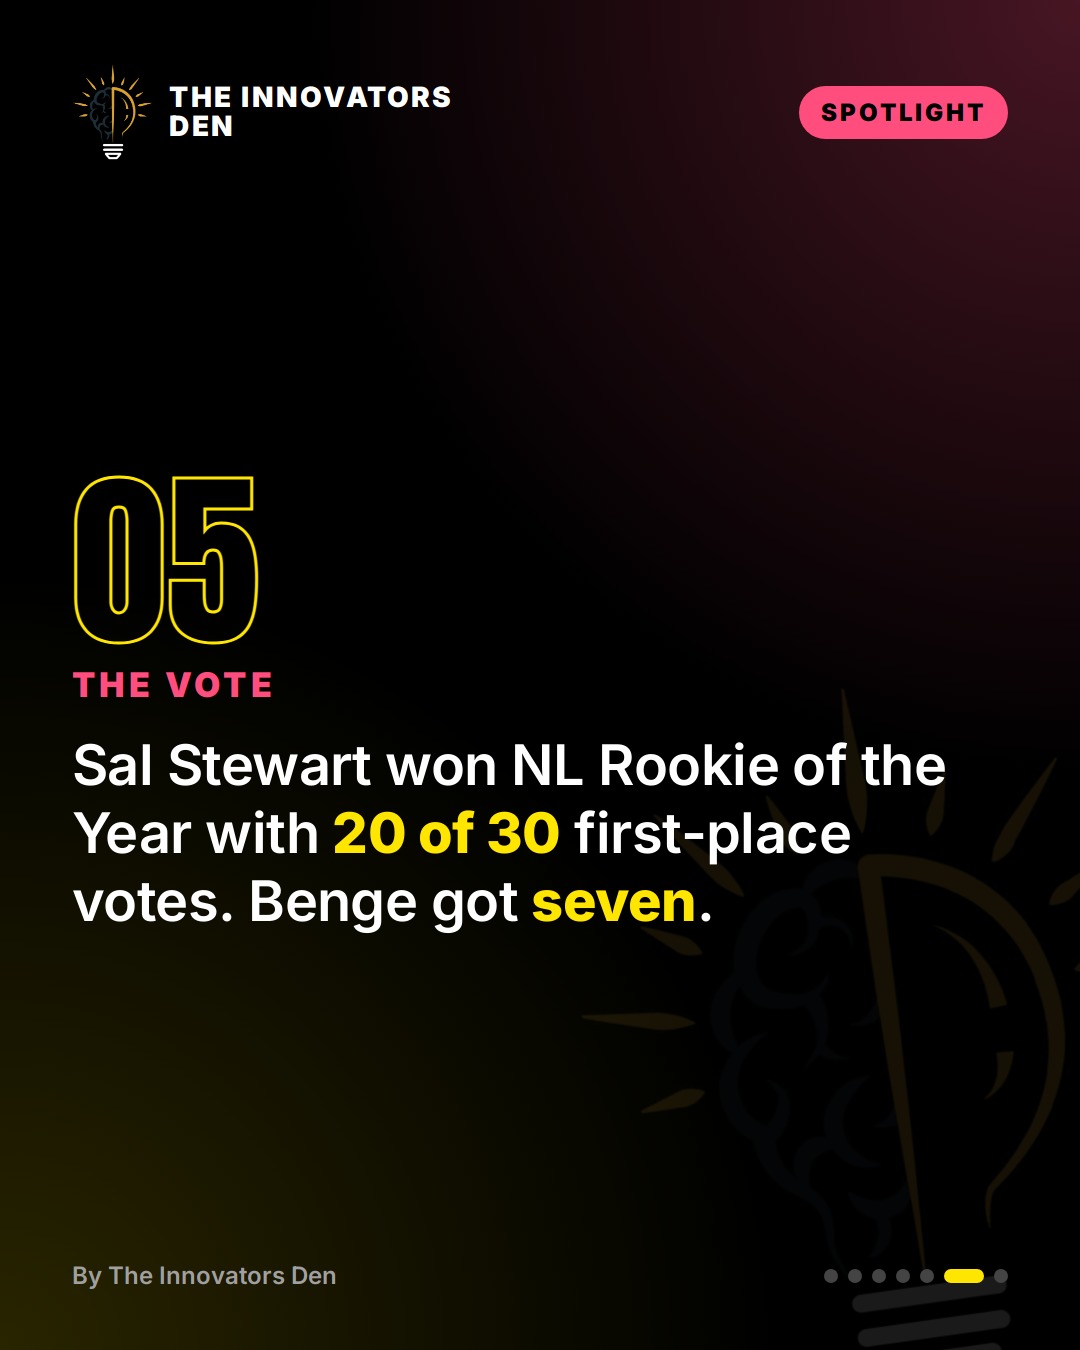 THE INNOVATORS
DEN
SPOTLIGHT
05
THE VOTE
Sal Stewart won NL Rookie of the
Year with 20 of 30 first-place
votes. Benge got seven.
By The Innovators Den